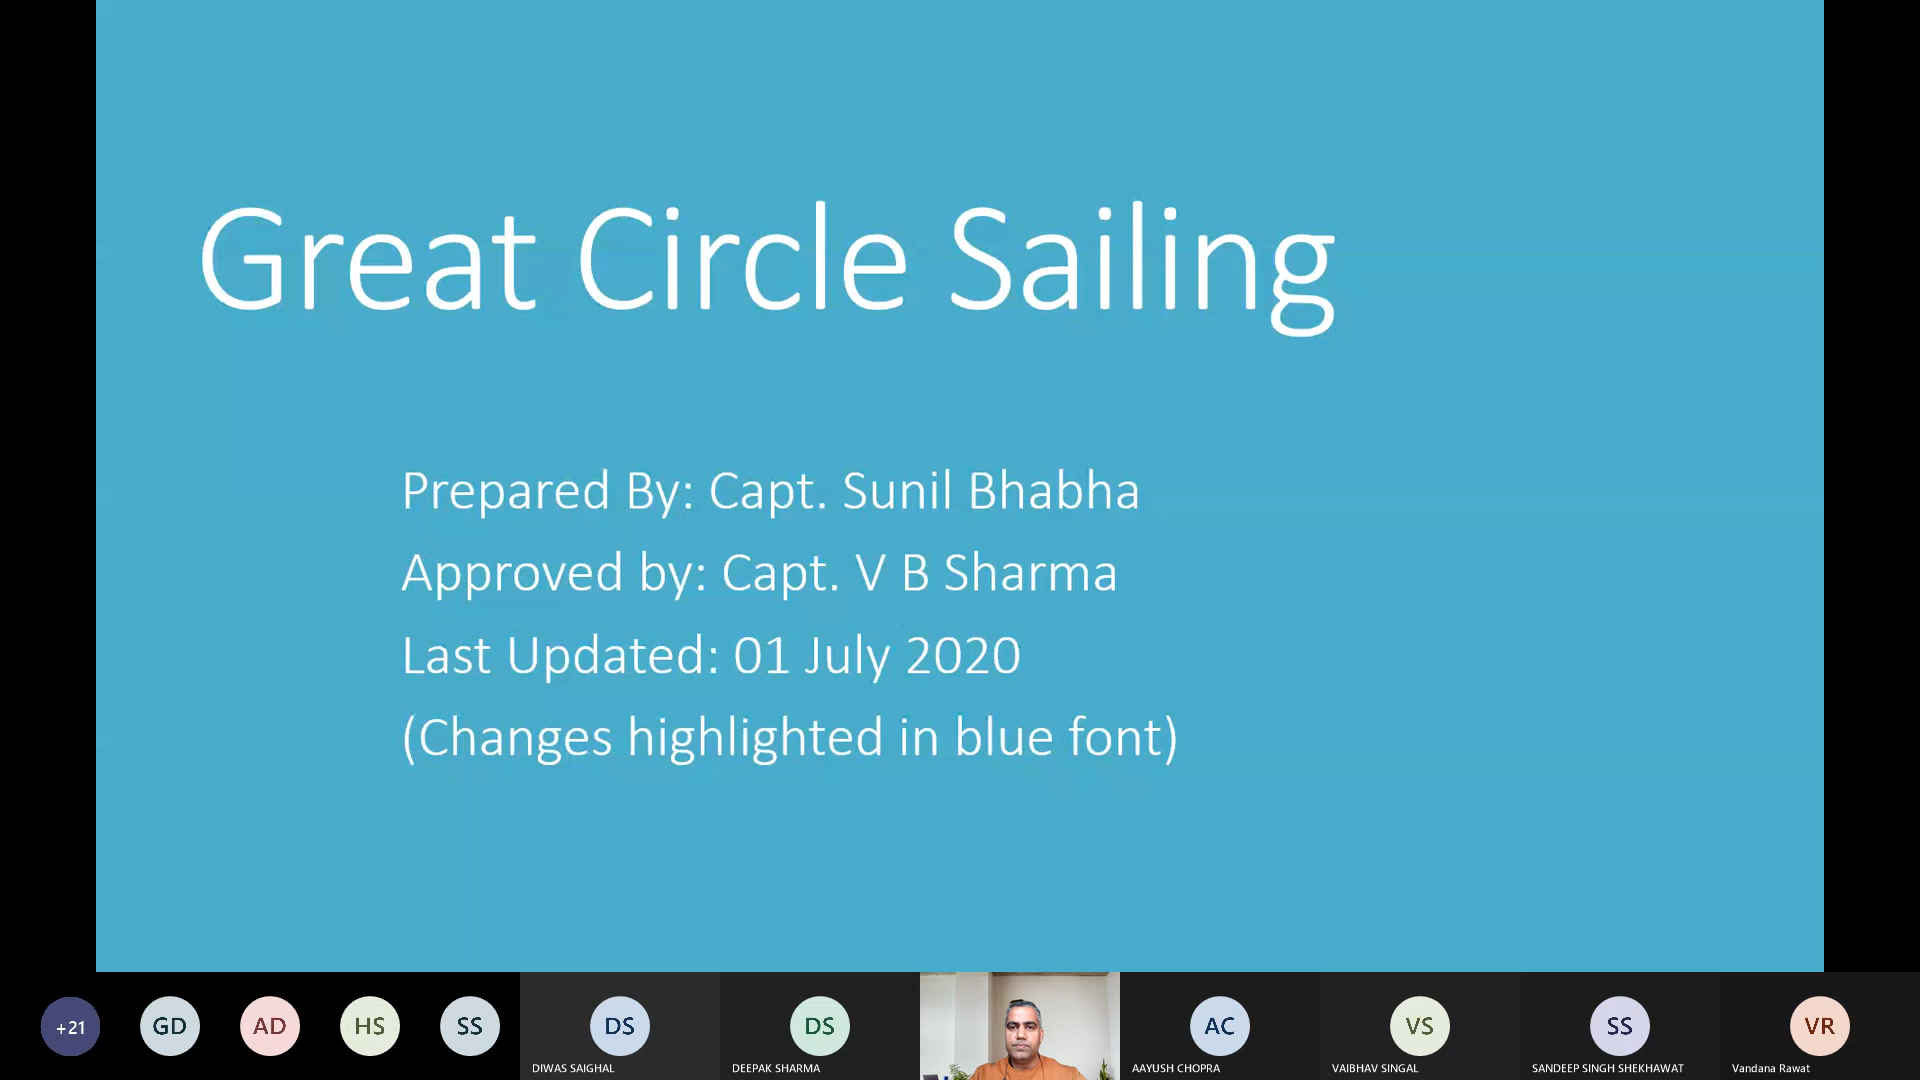 Great Circle Sailing
Prepared By: Capt. Sunil Bhabha
Approved by: Capt. V B Sharma
Last Updated: 01 July 2020
(Changes highlighted in blue font)
+21
GD
AD
HS
SS
DS
DS
AC
VS
SS
VR
DIWAS SAIGHAL
DEEPAK SHARMA
AAYUSH CHOPRA
VAIBHAV SINGAL
SANDEEP SINGH SHEKHAWAT
Vandana Rawat